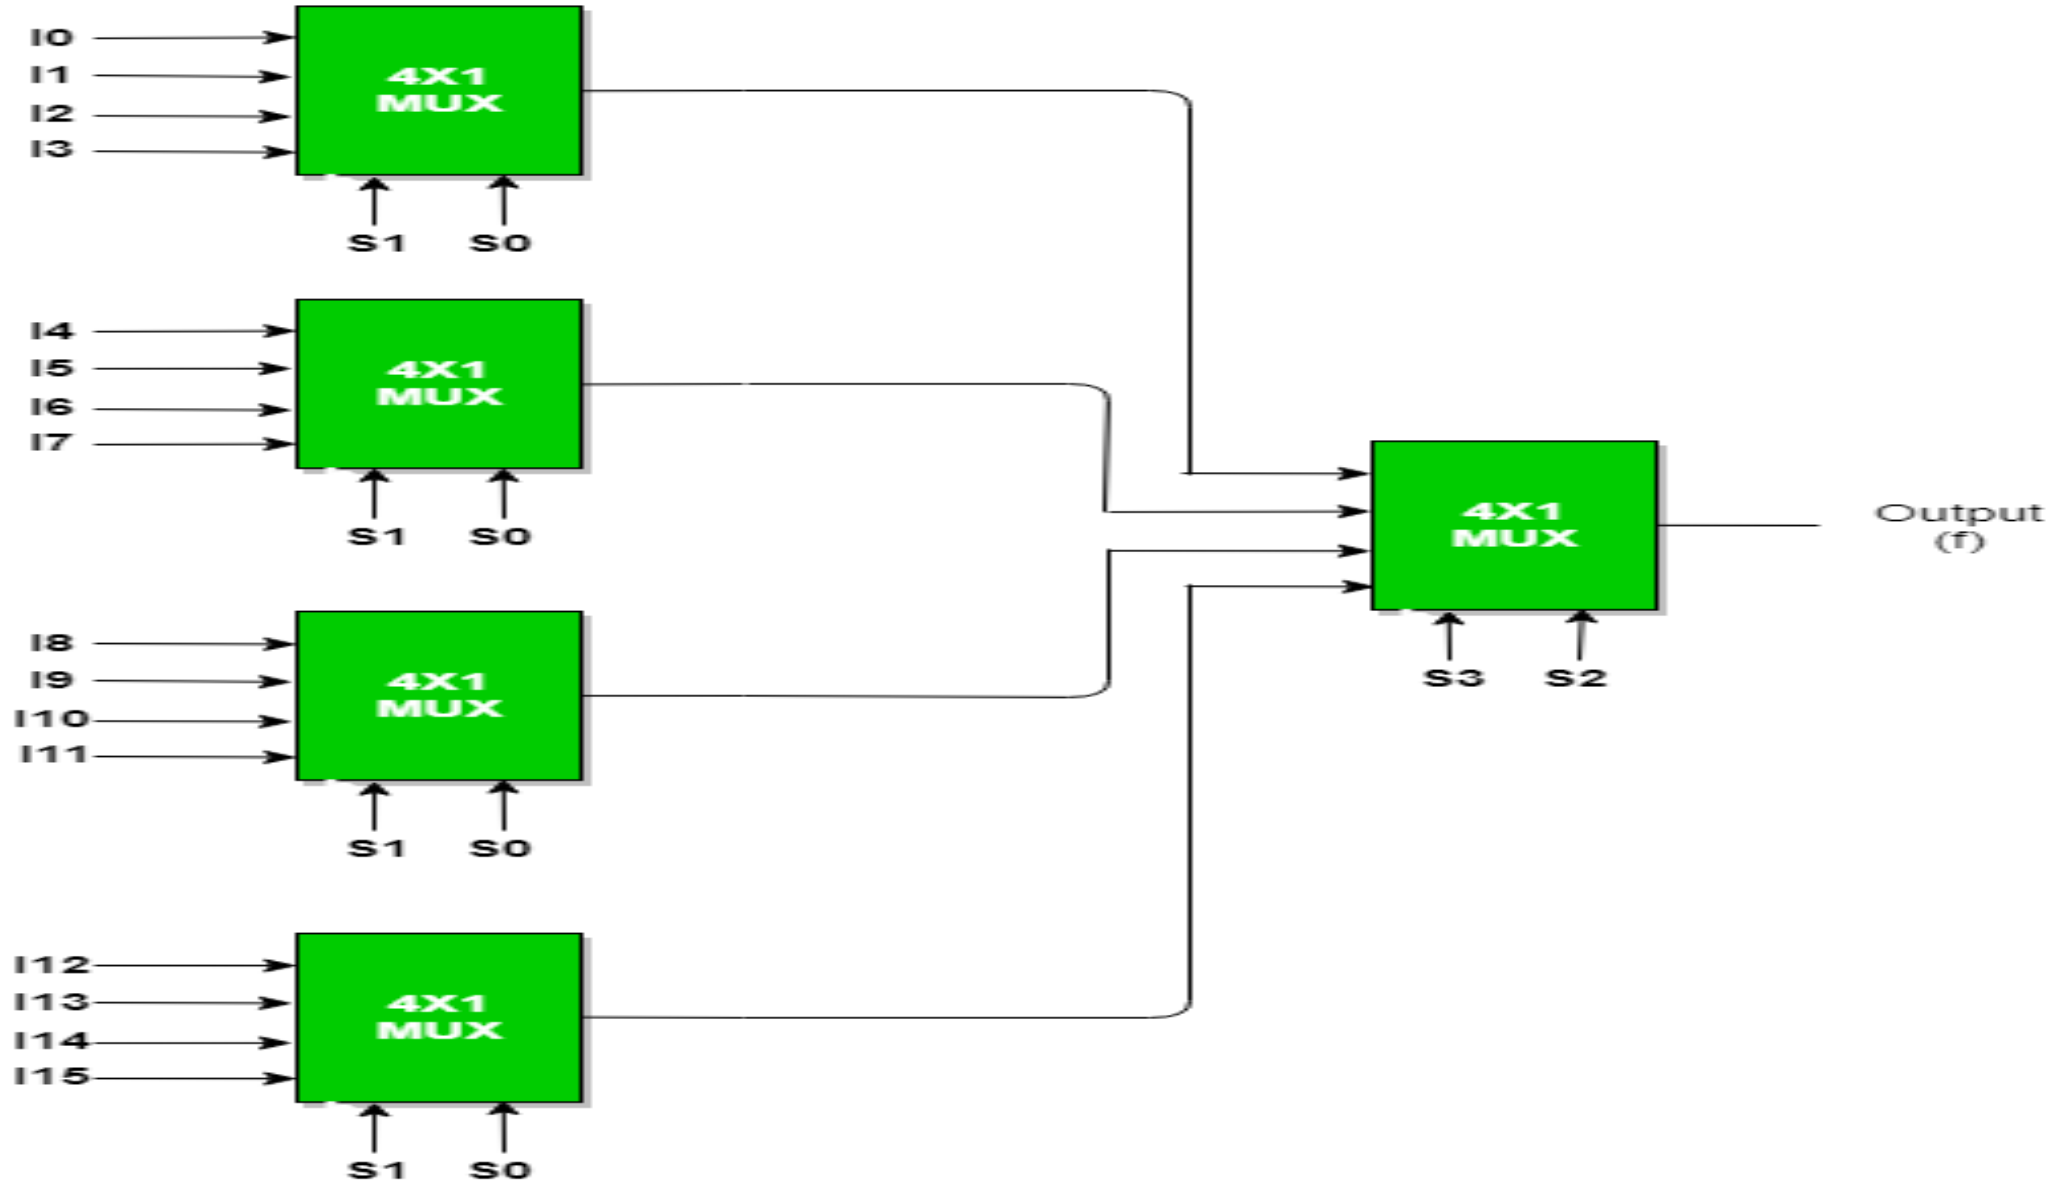 I0
I1
I2
I3
4X1
MUX
S1 S0
I4
I5
I6
I7
4X1
MUX
S1 S0
4X1
MUX
Output
(f)
S3 S2
I8
I9
I10
I11
4X1
MUX
S1 S0
I12
I13
I14
I15
4X1
MUX
S1 S0